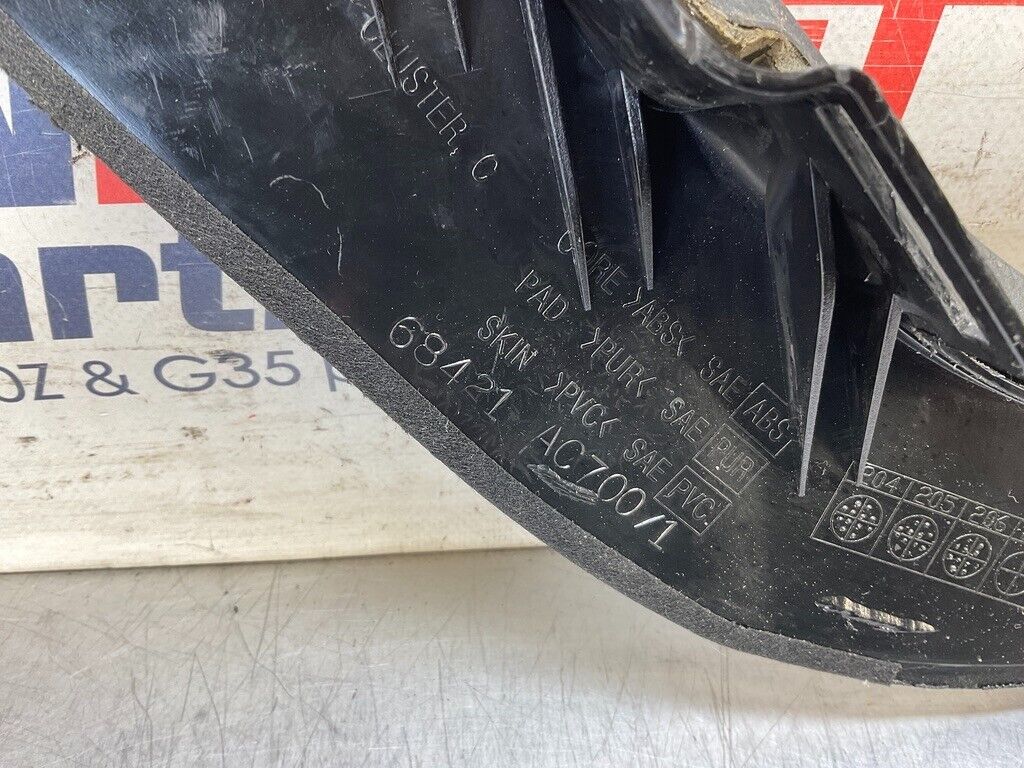 CLUSTER, C
CORE >ABS< SAE ABS
PAD >PUR< SAE PUR
SKIN >PVC< SAE PVC
68421 AC700/1
204 205 206
art
0Z & G35 p